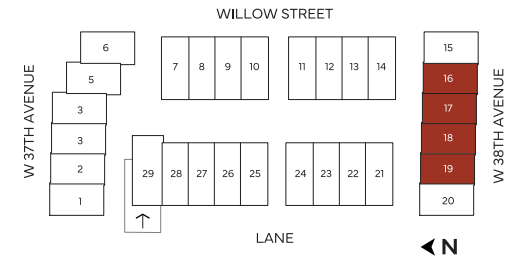 WILLOW STREET
6
5
3
3
2
1
W 37TH AVENUE
7 8 9 10
11 12 13 14
15
16
17
18
19
20
W 38TH AVENUE
29 28 27 26 25
24 23 22 21
LANE
N